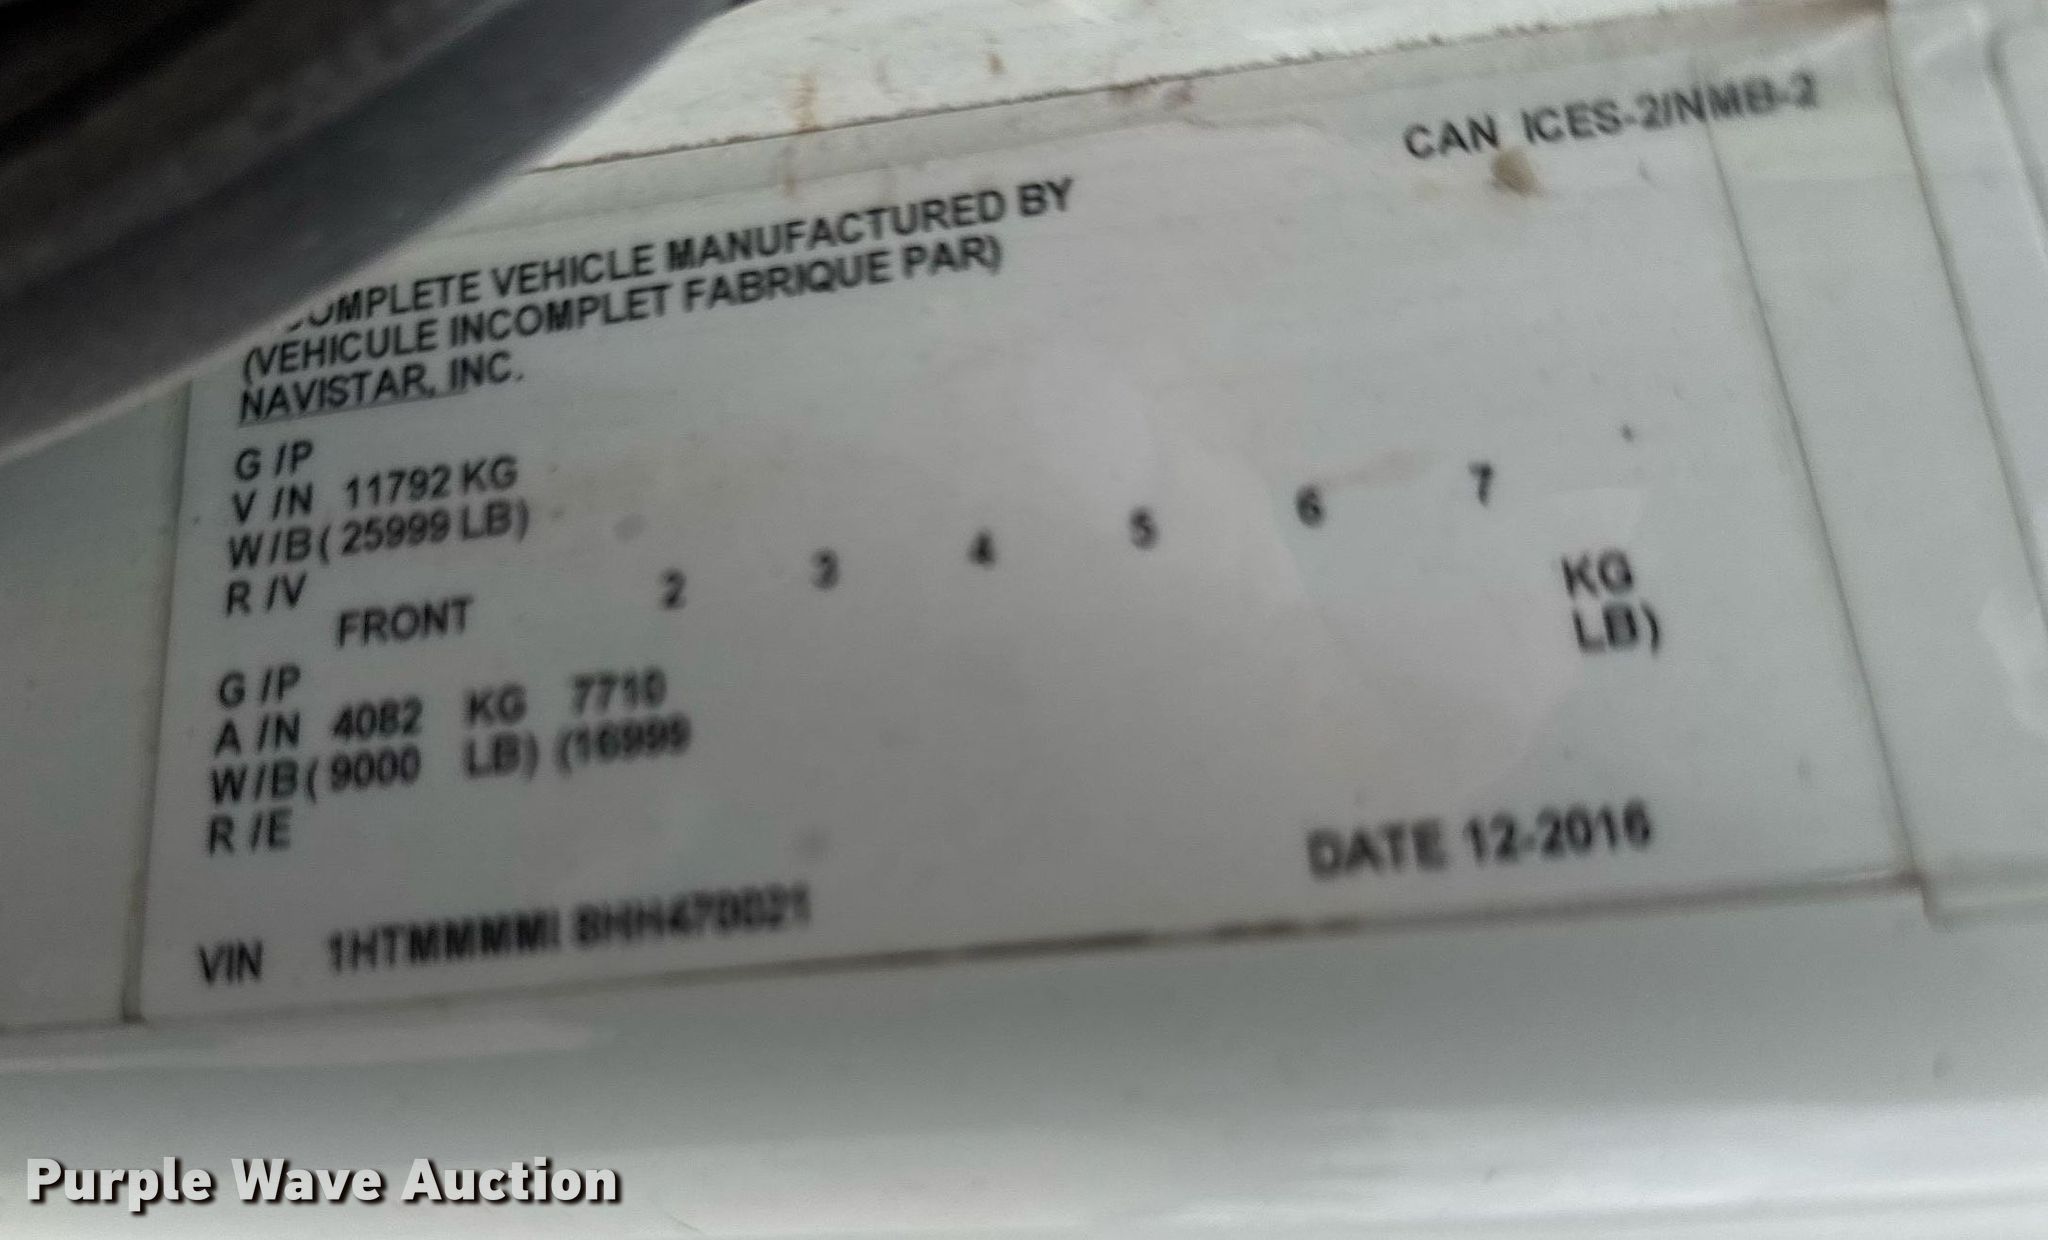 CAN ICES-2/NMB-2
COMPLETE VEHICLE MANUFACTURED BY
(VEHICULE INCOMPLET FABRIQUE PAR)
NAVISTAR, INC.
G /P
V /N 11792 KG
W/B ( 25999 LB)
R /V
FRONT 2 3 4 5 6 7
KG
LB)
G /P
A /N 4082 KG 7710
W/B ( 9000 LB) (16999
R /E
DATE 12-2016
VIN
Purple Wave Auction